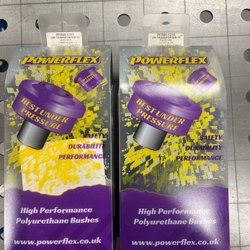 POWERFLEX
BEST UNDER
PRESSURE
SAFETY
DURABILITY
PERFORMANCE
High Performance
Polyurethane Bushes
www.powerflex.co.uk
POWERFLEX
BEST UNDER
PRESSURE
SAFETY
DURABILITY
PERFORMANCE
High Performance
Polyurethane Bushes
www.powerflex.co.uk